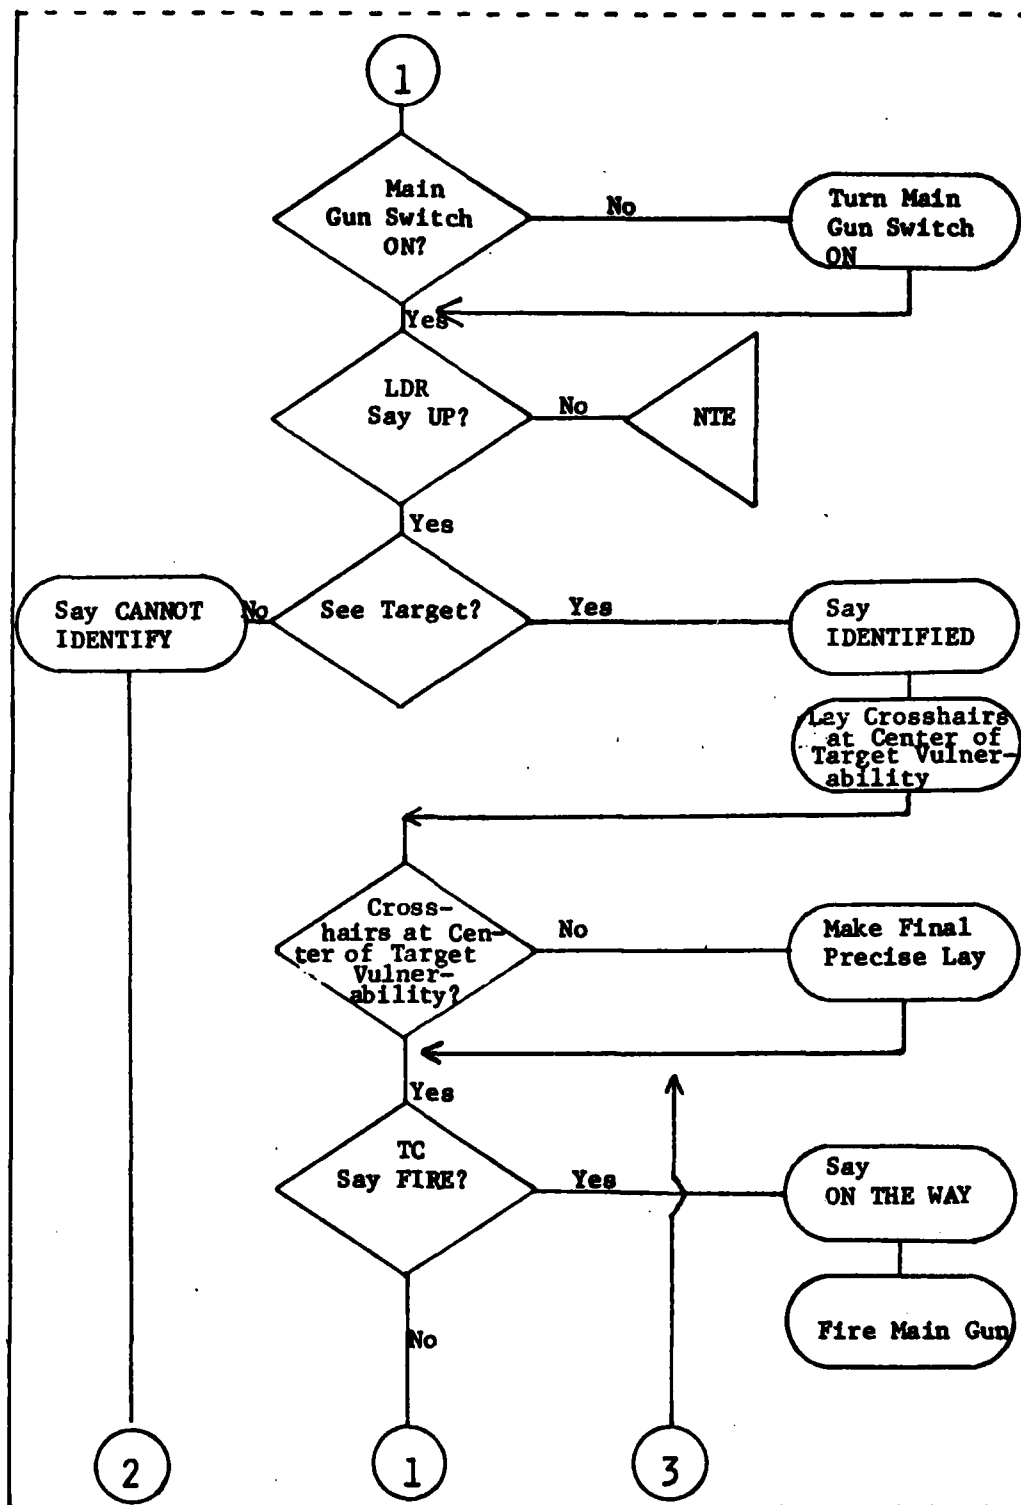 1
Main
Gun Switch
ON?
No
Turn Main
Gun Switch
ON
Yes
LDR
Say UP?
No
NTE
Yes
Say CANNOT
IDENTIFY
No
See Target?
Yes
Say
IDENTIFIED
Lay Crosshairs
at Center of
Target Vulner-
ability
Cross-
hairs at Cen-
ter of Target
Vulner-
ability?
No
Make Final
Precise Lay
Yes
TC
Say FIRE?
Yes
Say
ON THE WAY
Fire Main Gun
No
2
1
3